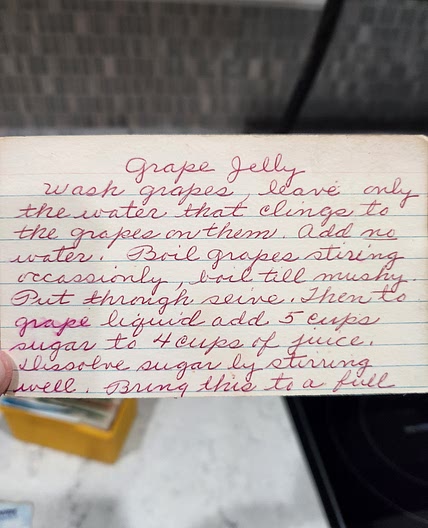 Grape Jelly
Wash grapes, leave only
the water that clings to
the grapes on them. Add no
water. Boil grapes stiring
occassionly, boil till mushy.
Put through seive. Then to
grape liquid add 5 cups
sugar to 4 cups of juice.
Dissolve sugar by stirring
well. Bring this to a full